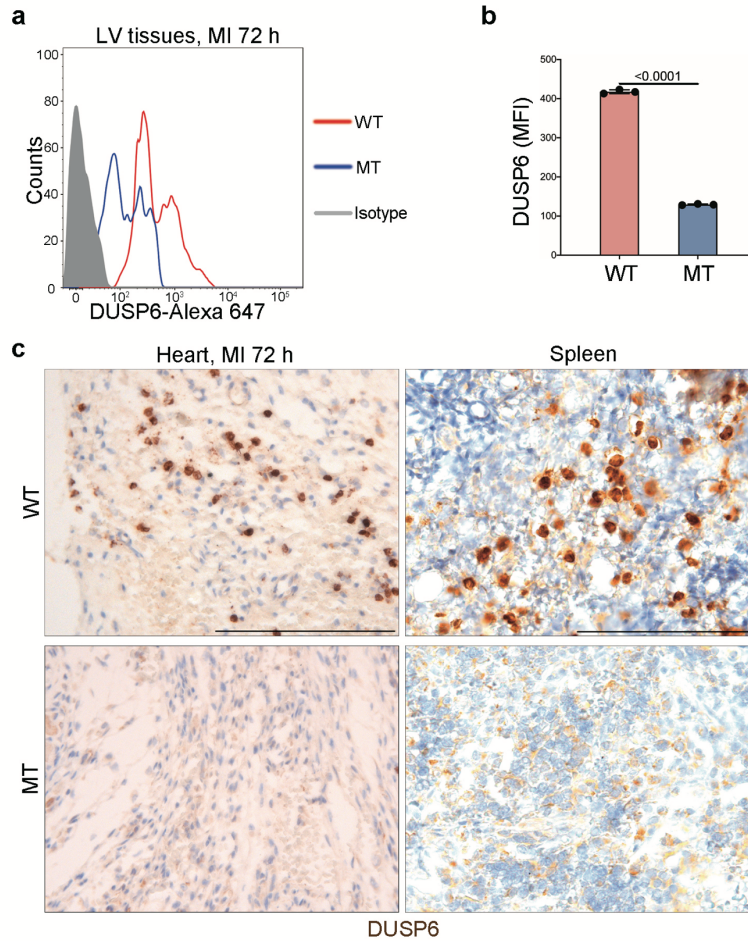 a
LV tissues, MI 72 h
100
80
60
40
20
0
Counts
0 10² 10³ 10⁴ 10⁵
DUSP6-Alexa 647
WT
MT
Isotype
b
<0.0001
500
400
300
200
100
0
DUSP6 (MFI)
WT MT
c
Heart, MI 72 h
Spleen
WT
MT
DUSP6